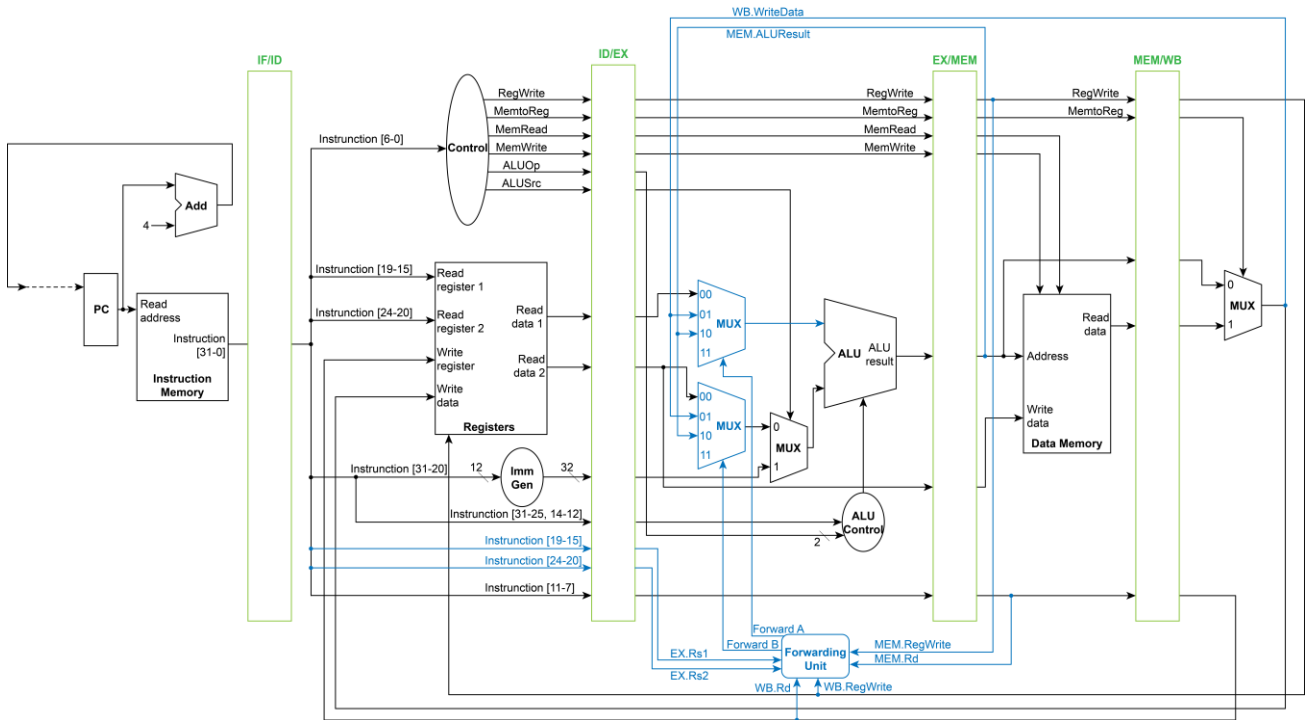 WB.WriteData
MEM.ALUResult
IF/ID
ID/EX
EX/MEM
MEM/WB
RegWrite
MemtoReg
MemRead
MemWrite
ALUOp
ALUSrc
Control
Instrunction [6-0]
RegWrite
MemtoReg
MemRead
MemWrite
RegWrite
MemtoReg
Add
4
PC
Read
address
Instruction
[31-0]
Instruction
Memory
Instrunction [19-15]
Instrunction [24-20]
Read
register 1
Read
register 2
Write
register
Write
data
Read
data 1
Read
data 2
Registers
00
01
10
11
MUX
00
01
10
11
MUX
0
1
MUX
ALU
ALU
result
Address
Write
data
Read
data
Data Memory
0
1
MUX
Instrunction [31-20]
12
Imm
Gen
32
Instrunction [31-25, 14-12]
ALU
Control
2
Instrunction [19-15]
Instrunction [24-20]
Instrunction [11-7]
Forward A
Forward B
Forwarding
Unit
EX.Rs1
EX.Rs2
MEM.RegWrite
MEM.Rd
WB.Rd
WB.RegWrite